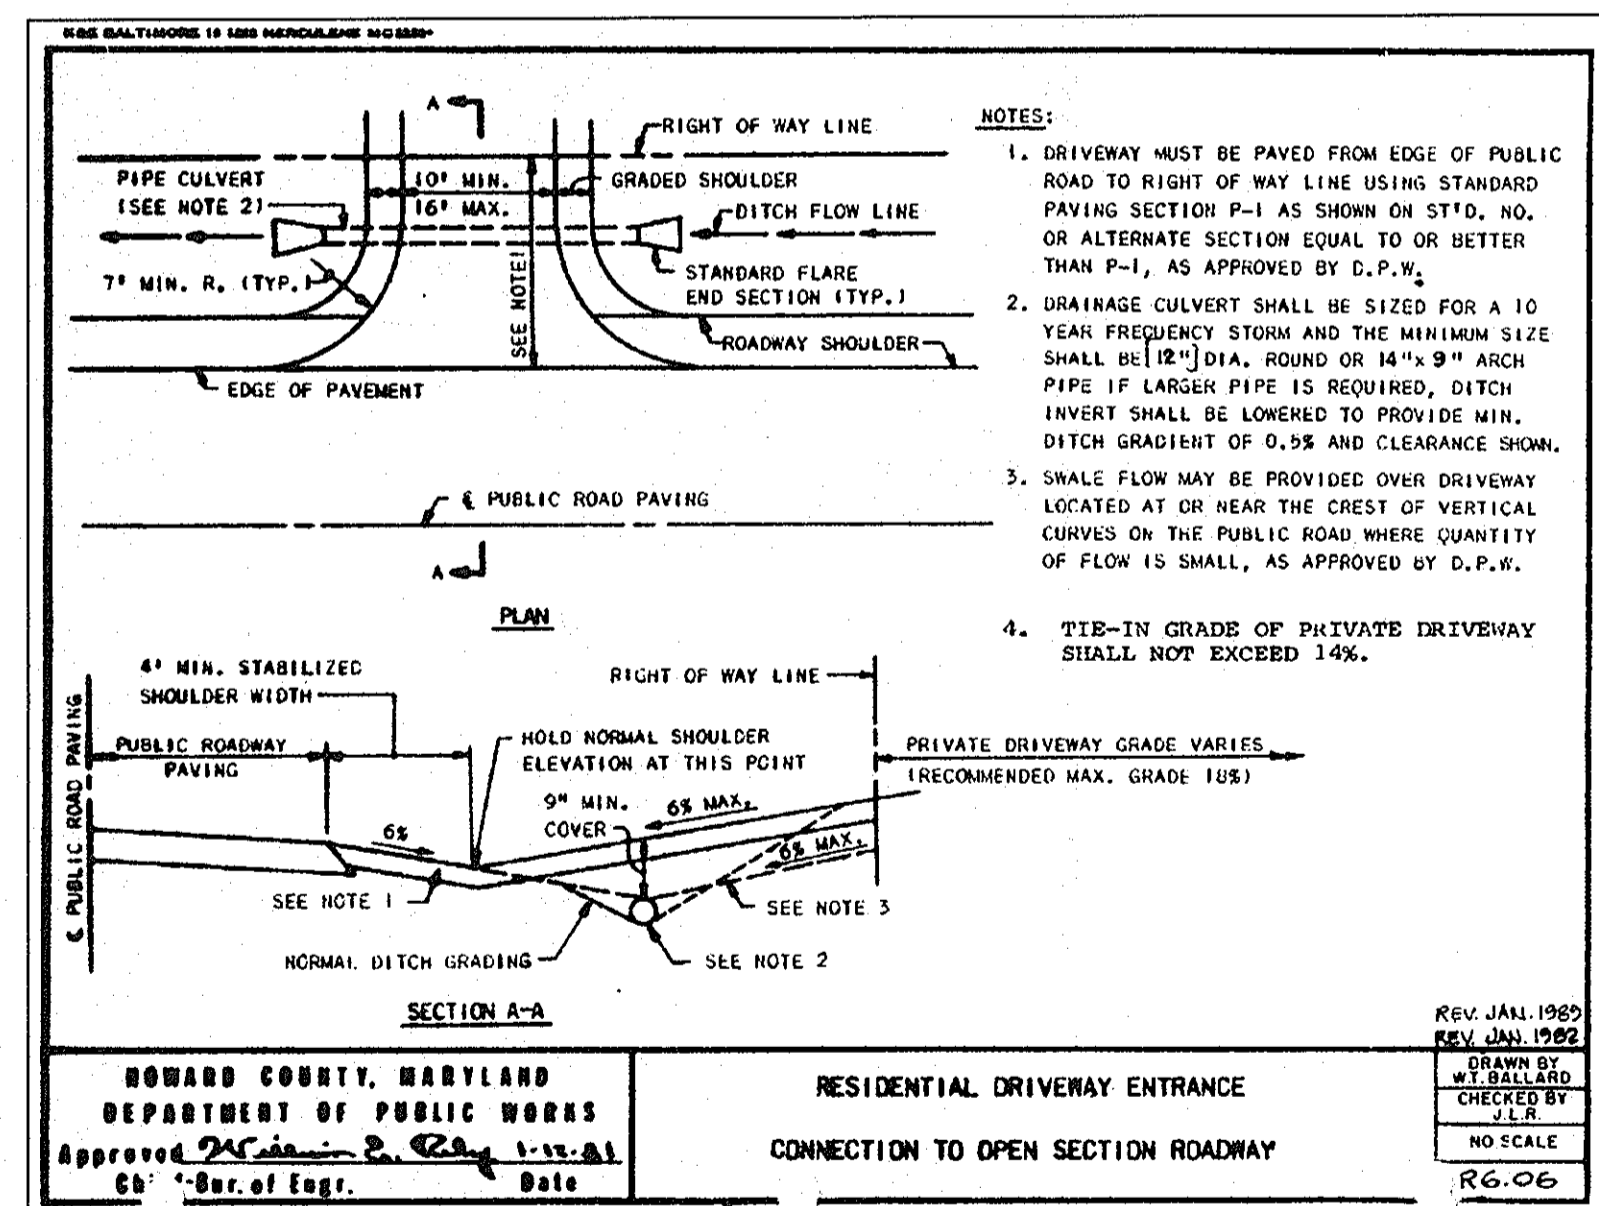 A
RIGHT OF WAY LINE
PIPE CULVERT
(SEE NOTE 2)
10' MIN.
16' MAX.
GRADED SHOULDER
DITCH FLOW LINE
7' MIN. R. (TYP.)
SEE NOTE 1
STANDARD FLARE
END SECTION (TYP.)
ROADWAY SHOULDER
EDGE OF PAVEMENT
℄ PUBLIC ROAD PAVING
A
PLAN
NOTES:
1. DRIVEWAY MUST BE PAVED FROM EDGE OF PUBLIC
ROAD TO RIGHT OF WAY LINE USING STANDARD
PAVING SECTION P-1 AS SHOWN ON ST'D. NO.
OR ALTERNATE SECTION EQUAL TO OR BETTER
THAN P-1, AS APPROVED BY D.P.W.
2. DRAINAGE CULVERT SHALL BE SIZED FOR A 10
YEAR FREQUENCY STORM AND THE MINIMUM SIZE
SHALL BE [12"] DIA. ROUND OR 14"x 9" ARCH
PIPE IF LARGER PIPE IS REQUIRED, DITCH
INVERT SHALL BE LOWERED TO PROVIDE MIN.
DITCH GRADIENT OF 0.5% AND CLEARANCE SHOWN.
3. SWALE FLOW MAY BE PROVIDED OVER DRIVEWAY
LOCATED AT OR NEAR THE CREST OF VERTICAL
CURVES ON THE PUBLIC ROAD WHERE QUANTITY
OF FLOW IS SMALL, AS APPROVED BY D.P.W.
4. TIE-IN GRADE OF PRIVATE DRIVEWAY
SHALL NOT EXCEED 14%.
℄ PUBLIC ROAD PAVING
4' MIN. STABILIZED
SHOULDER WIDTH
RIGHT OF WAY LINE
PUBLIC ROADWAY
PAVING
HOLD NORMAL SHOULDER
ELEVATION AT THIS POINT
PRIVATE DRIVEWAY GRADE VARIES
(RECOMMENDED MAX. GRADE 18%)
9" MIN.
COVER
6% MAX.
6%
6% MAX.
SEE NOTE 1
SEE NOTE 3
NORMAL DITCH GRADING
SEE NOTE 2
SECTION A-A
REV. JAN. 1989
REV. JAN. 1982
HOWARD COUNTY, MARYLAND
DEPARTMENT OF PUBLIC WORKS
Approved William E. Riley 1-12-81
Bur. of Engr. Date
RESIDENTIAL DRIVEWAY ENTRANCE
CONNECTION TO OPEN SECTION ROADWAY
DRAWN BY
W.T. BALLARD
CHECKED BY
J.L.R.
NO SCALE
R6.06